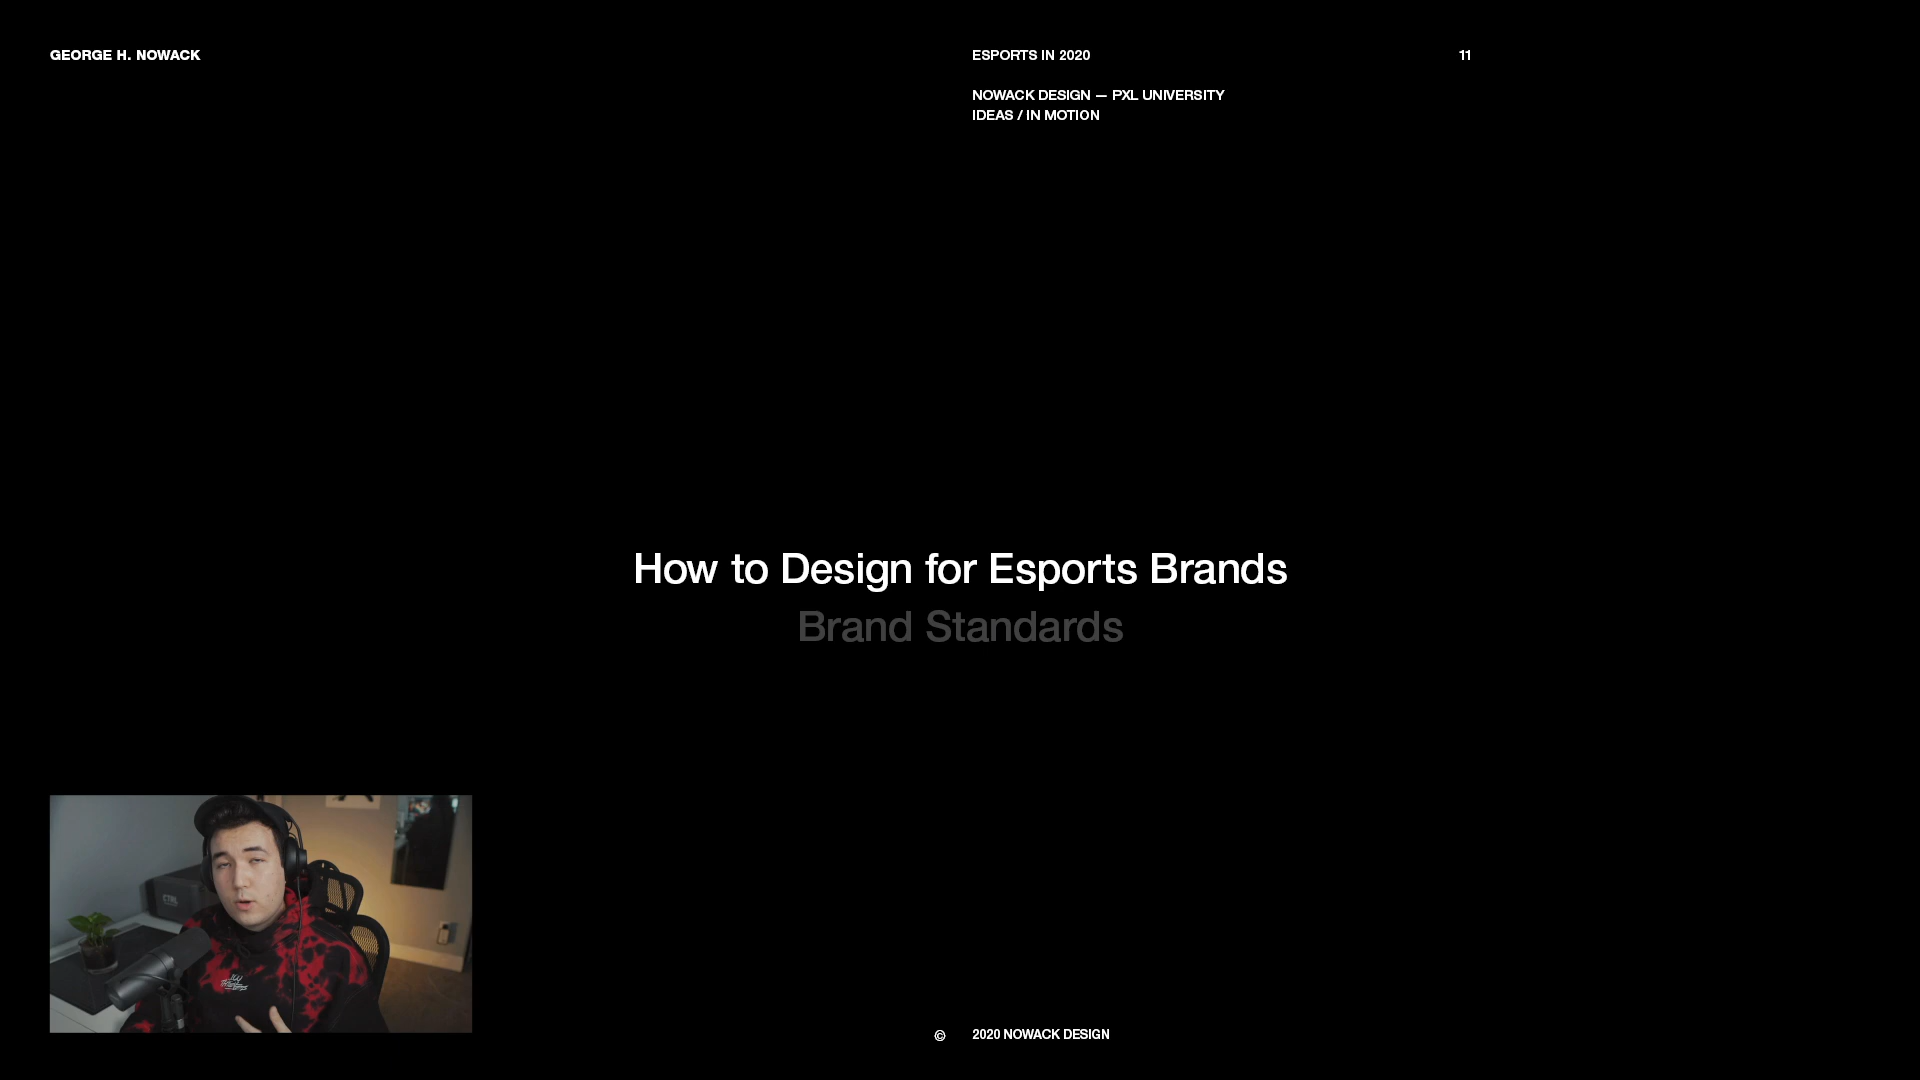 GEORGE H. NOWACK
ESPORTS IN 2020
11
NOWACK DESIGN — PXL UNIVERSITY
IDEAS / IN MOTION
How to Design for Esports Brands
Brand Standards
© 2020 NOWACK DESIGN